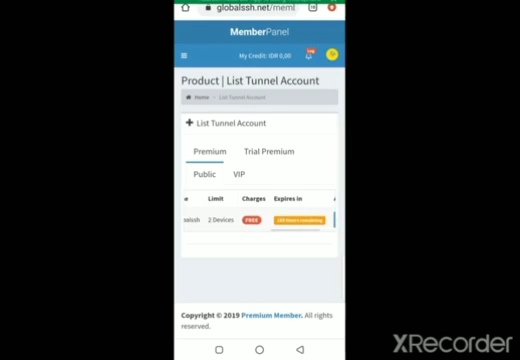 globalssh.net/meml
MemberPanel
My Credit: IDR 0,00
Product | List Tunnel Account
Home
List Tunnel Account
List Tunnel Account
Premium
Trial Premium
Public
VIP
e
Limit
Charges
Expires in
2 Devices
FREE
Copyright © 2019 Premium Member. All rights
reserved.
XRecorder